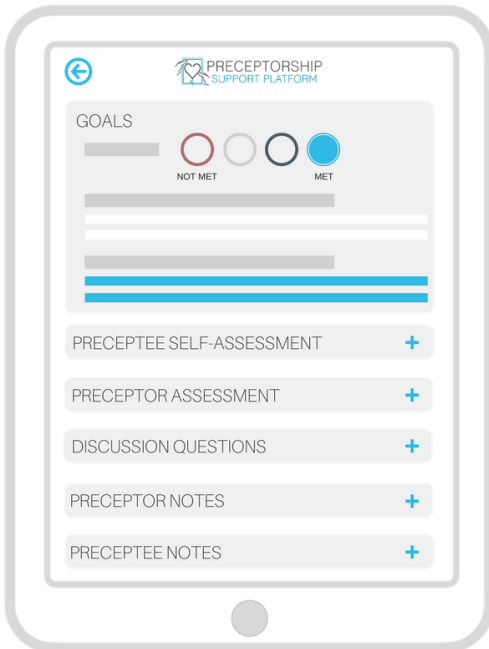 PRECEPTORSHIP
SUPPORT PLATFORM
GOALS
NOT MET
MET
PRECEPTEE SELF-ASSESSMENT
PRECEPTOR ASSESSMENT
DISCUSSION QUESTIONS
PRECEPTOR NOTES
PRECEPTEE NOTES